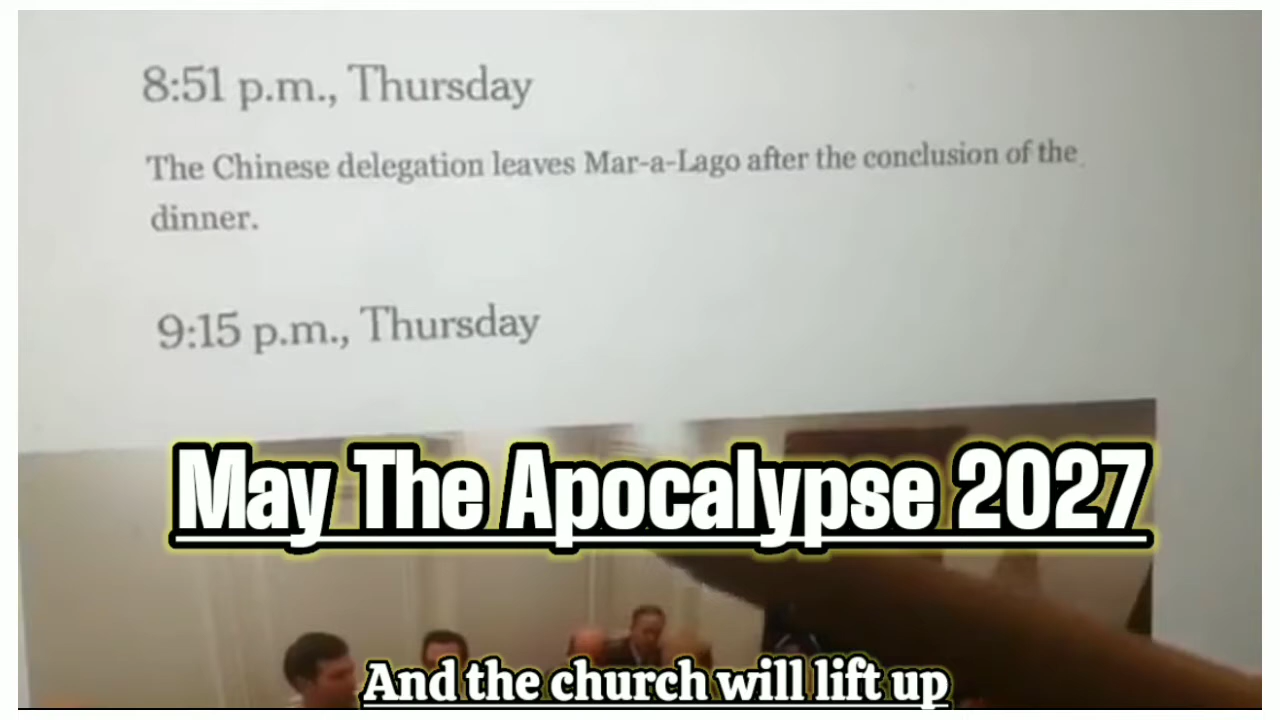 8:51 p.m., Thursday
The Chinese delegation leaves Mar-a-Lago after the conclusion of the
dinner.
9:15 p.m., Thursday
May The Apocalypse 2027
And the church will lift up